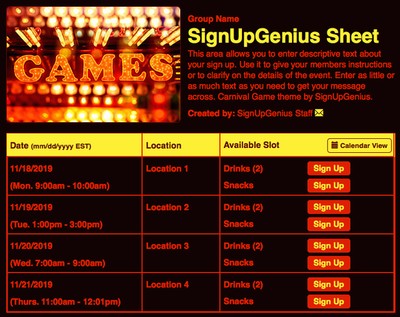 GAMES
Group Name
SignUpGenius Sheet
This area allows you to enter descriptive text about
your sign up. Use it to give your members instructions
or to clarify on the details of the event. Enter as little or
as much text as you need to get your message
across. Carnival Game theme by SignUpGenius.
Created by: SignUpGenius Staff
Date (mm/dd/yyyy EST) Location Available Slot Calendar View
11/18/2019 Location 1 Drinks (2) Sign Up
(Mon. 9:00am - 10:00am) Snacks Sign Up
11/19/2019 Location 2 Drinks (2) Sign Up
(Tue. 1:00pm - 3:00pm) Snacks Sign Up
11/20/2019 Location 3 Drinks (2) Sign Up
(Wed. 7:00am - 9:00am) Snacks Sign Up
11/21/2019 Location 4 Drinks (2) Sign Up
(Thurs. 11:00am - 12:01pm) Snacks Sign Up